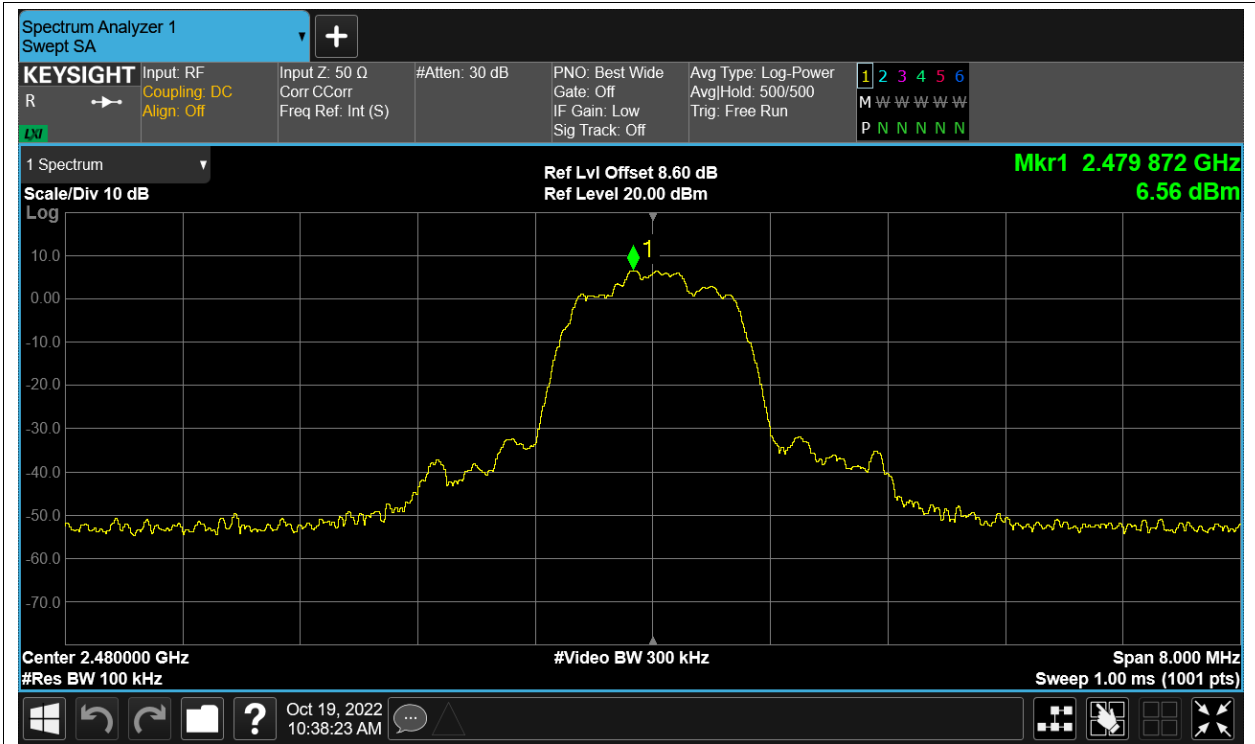 Spectrum Analyzer 1
Swept SA
KEYSIGHT
R
LXI
Input: RF
Coupling: DC
Align: Off
Input Z: 50 Ω
Corr CCorr
Freq Ref: Int (S)
#Atten: 30 dB
PNO: Best Wide
Gate: Off
IF Gain: Low
Sig Track: Off
Avg Type: Log-Power
Avg|Hold: 500/500
Trig: Free Run
1 2 3 4 5 6
M W W W W W
P N N N N N
1 Spectrum
Scale/Div 10 dB
Ref Lvl Offset 8.60 dB
Ref Level 20.00 dBm
Mkr1 2.479 872 GHz
6.56 dBm
Log
1
10.0
0.00
-10.0
-20.0
-30.0
-40.0
-50.0
-60.0
-70.0
Center 2.480000 GHz
#Video BW 300 kHz
Span 8.000 MHz
#Res BW 100 kHz
Sweep 1.00 ms (1001 pts)
?
Oct 19, 2022
10:38:23 AM